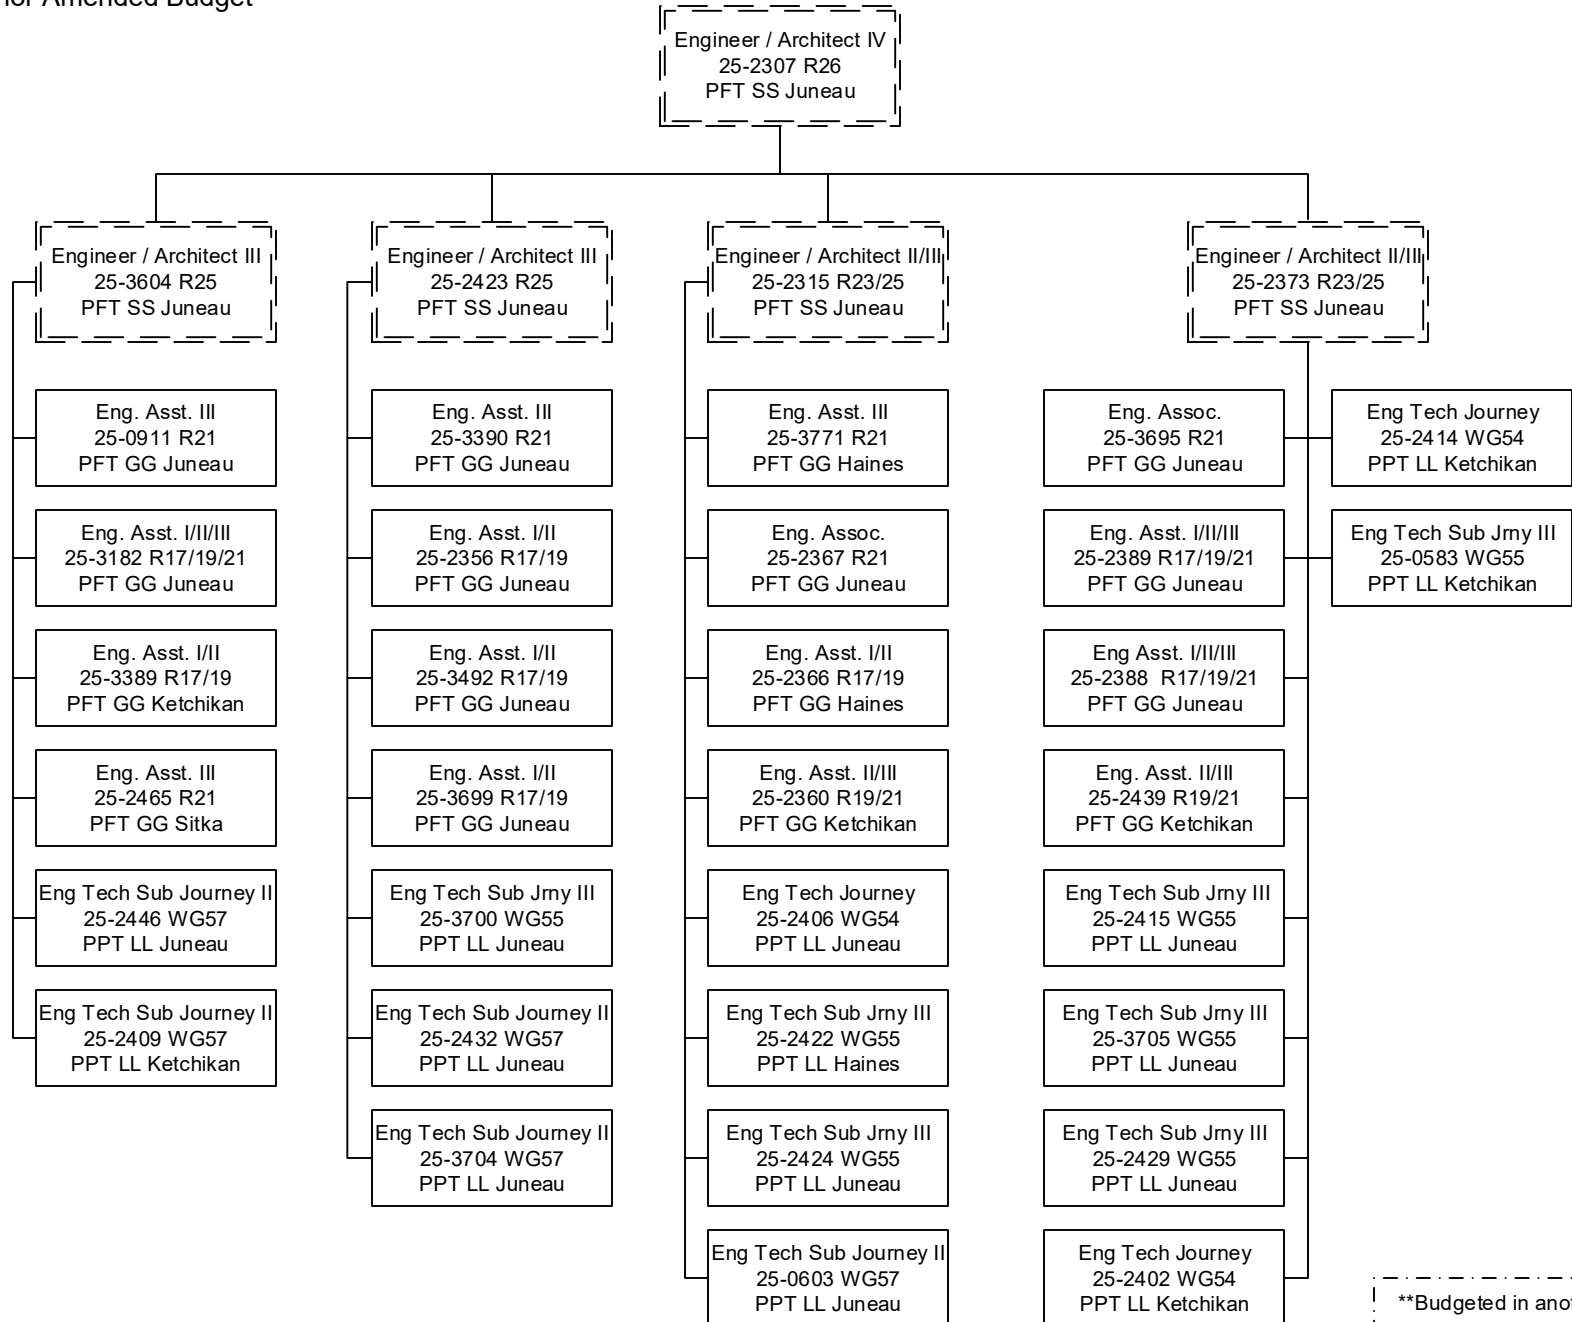 for Amended Budget
Engineer / Architect IV
25-2307 R26
PFT SS Juneau
Engineer / Architect III
25-3604 R25
PFT SS Juneau
Eng. Asst. III
25-0911 R21
PFT GG Juneau
Eng. Asst. I/II/III
25-3182 R17/19/21
PFT GG Juneau
Eng. Asst. I/II
25-3389 R17/19
PFT GG Ketchikan
Eng. Asst. III
25-2465 R21
PFT GG Sitka
Eng Tech Sub Journey II
25-2446 WG57
PPT LL Juneau
Eng Tech Sub Journey II
25-2409 WG57
PPT LL Ketchikan
Engineer / Architect III
25-2423 R25
PFT SS Juneau
Eng. Asst. III
25-3390 R21
PFT GG Juneau
Eng. Asst. I/II
25-2356 R17/19
PFT GG Juneau
Eng. Asst. I/II
25-3492 R17/19
PFT GG Juneau
Eng. Asst. I/II
25-3699 R17/19
PFT GG Juneau
Eng Tech Sub Jrny III
25-3700 WG55
PPT LL Juneau
Eng Tech Sub Journey II
25-2432 WG57
PPT LL Juneau
Eng Tech Sub Journey II
25-3704 WG57
PPT LL Juneau
Engineer / Architect II/III
25-2315 R23/25
PFT SS Juneau
Eng. Asst. III
25-3771 R21
PFT GG Haines
Eng. Assoc.
25-2367 R21
PFT GG Juneau
Eng. Asst. I/II
25-2366 R17/19
PFT GG Haines
Eng. Asst. II/III
25-2360 R19/21
PFT GG Ketchikan
Eng Tech Journey
25-2406 WG54
PPT LL Juneau
Eng Tech Sub Jrny III
25-2422 WG55
PPT LL Haines
Eng Tech Sub Jrny III
25-2424 WG55
PPT LL Juneau
Eng Tech Sub Journey II
25-0603 WG57
PPT LL Juneau
Engineer / Architect II/III
25-2373 R23/25
PFT SS Juneau
Eng. Assoc.
25-3695 R21
PFT GG Juneau
Eng. Asst. I/II/III
25-2389 R17/19/21
PFT GG Juneau
Eng Asst. I/II/III
25-2388  R17/19/21
PFT GG Juneau
Eng. Asst. II/III
25-2439 R19/21
PFT GG Ketchikan
Eng Tech Sub Jrny III
25-2415 WG55
PPT LL Juneau
Eng Tech Sub Jrny III
25-3705 WG55
PPT LL Juneau
Eng Tech Sub Jrny III
25-2429 WG55
PPT LL Juneau
Eng Tech Journey
25-2402 WG54
PPT LL Ketchikan
Eng Tech Journey
25-2414 WG54
PPT LL Ketchikan
Eng Tech Sub Jrny III
25-0583 WG55
PPT LL Ketchikan
**Budgeted in